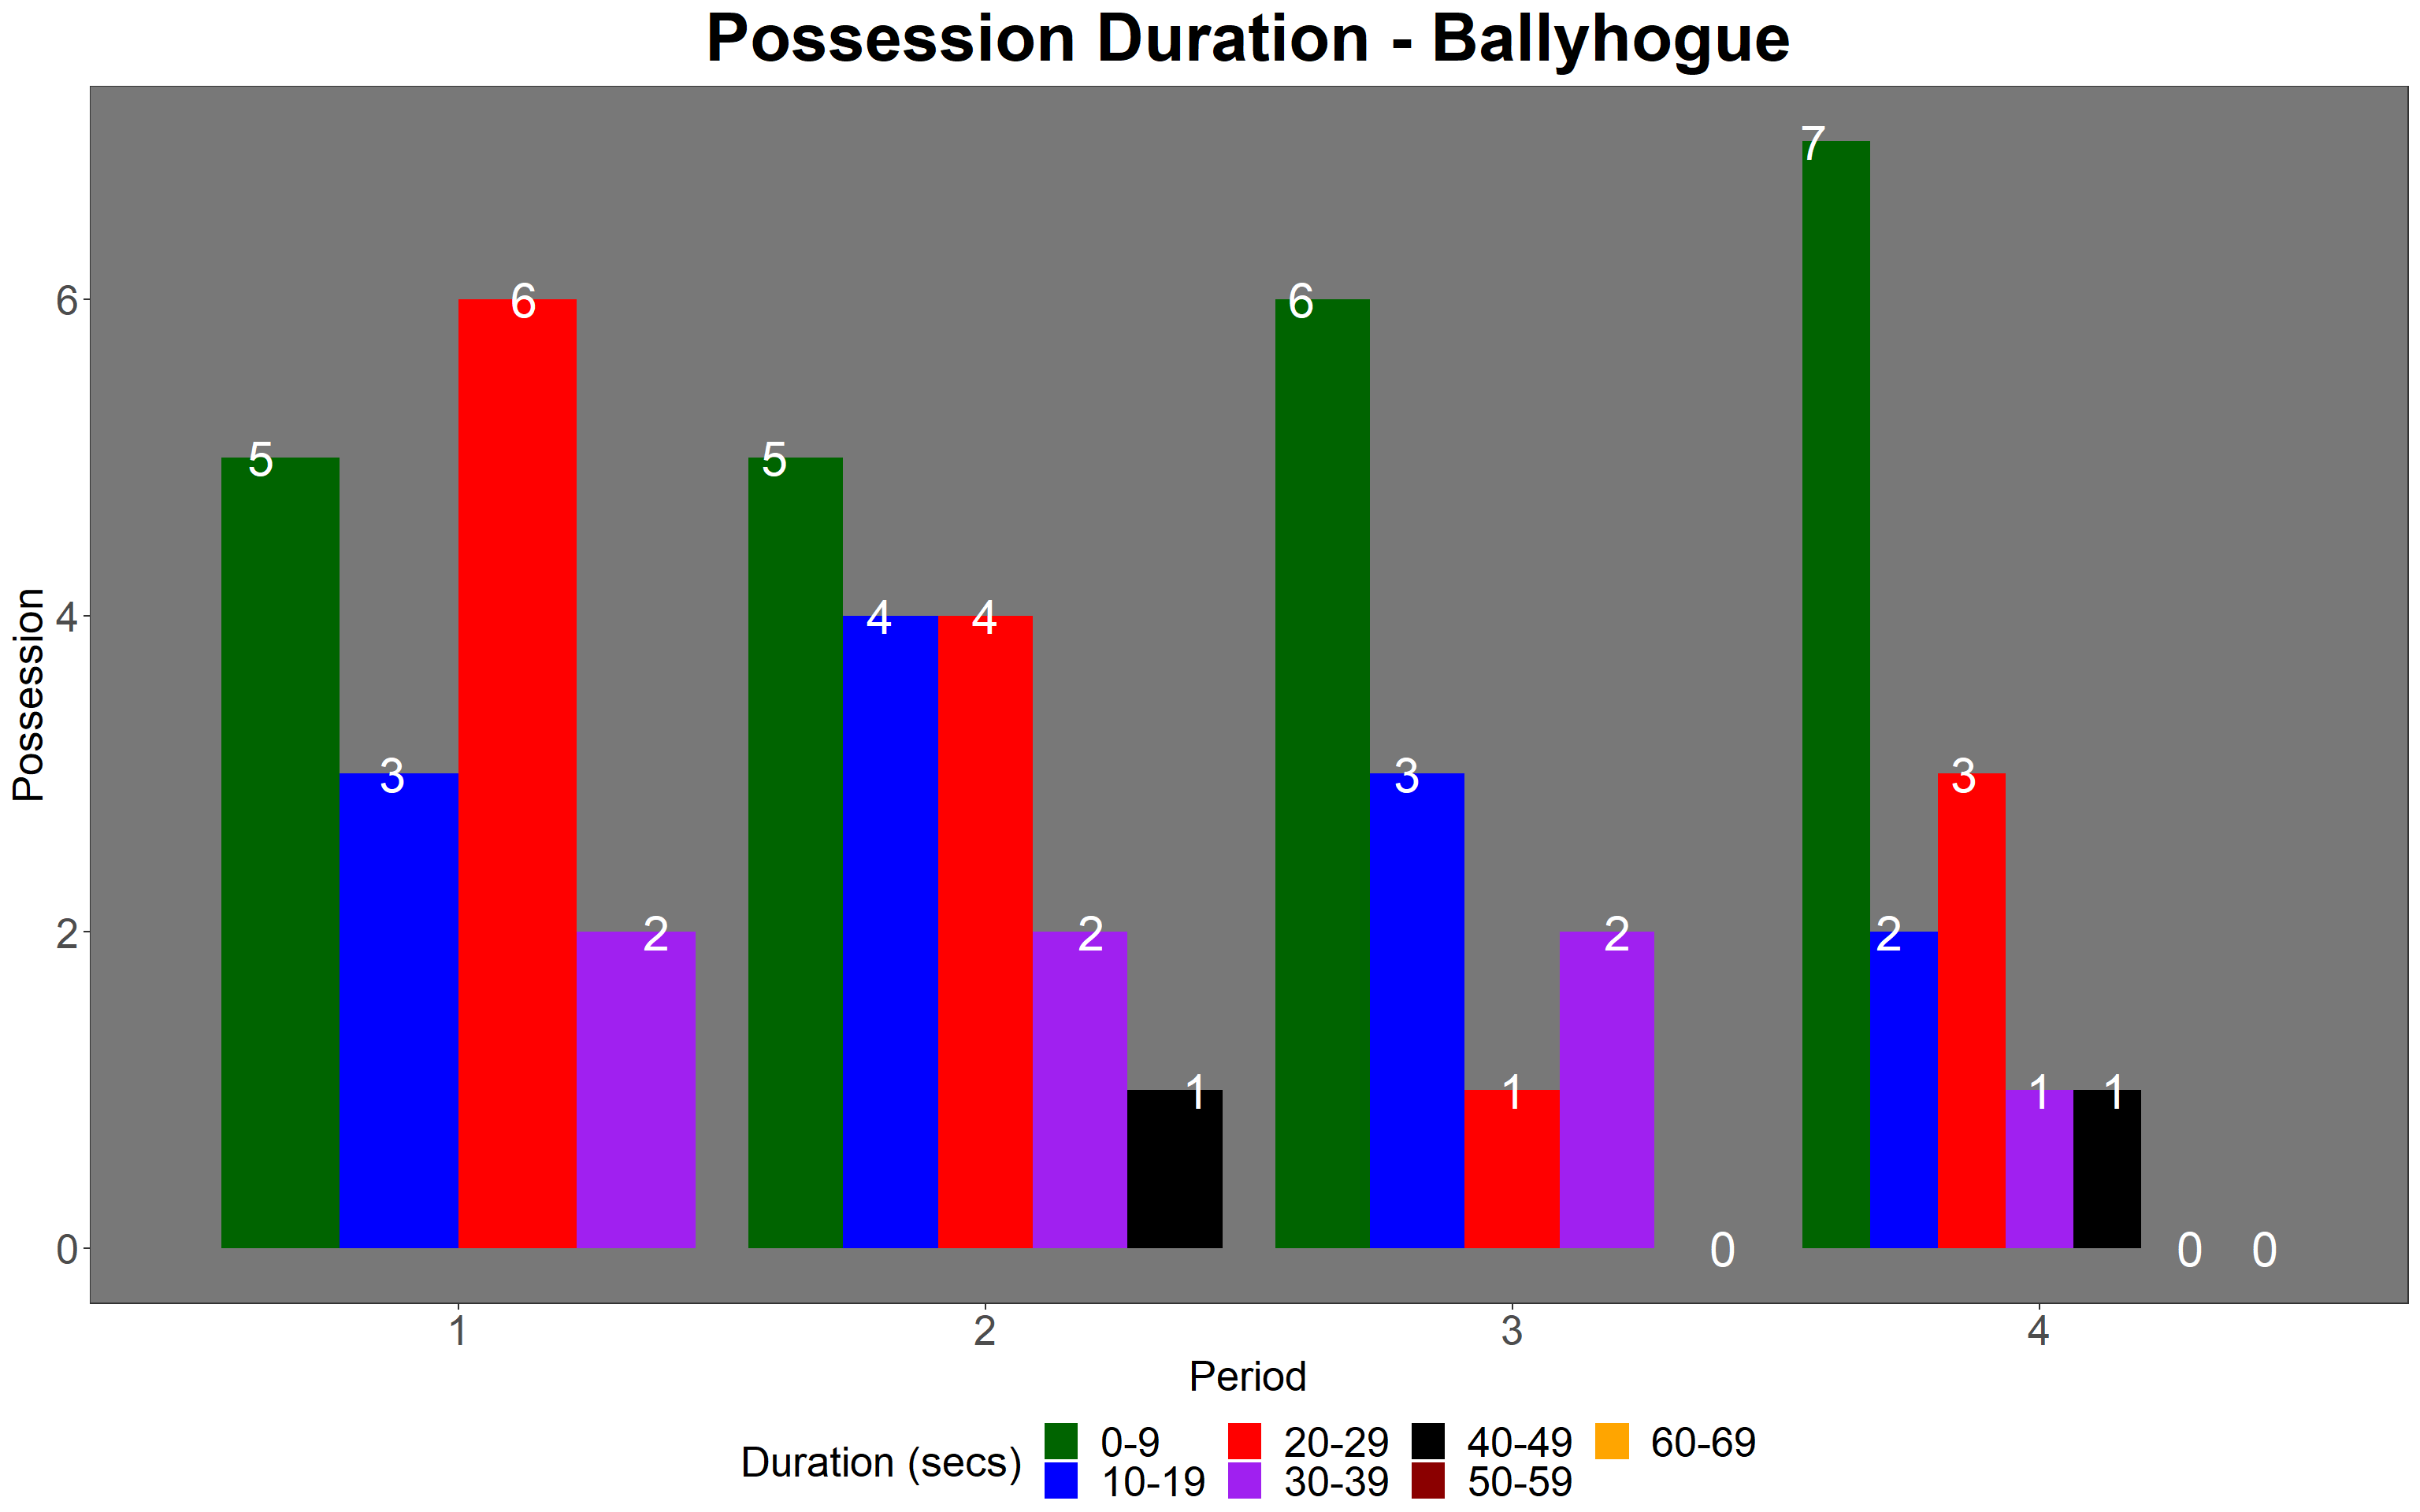 Possession Duration - Ballyhogue
7
6 6 6
5 5
Possession
4 4 4
3 3 3
2 2 2 2 2
1 1 1 1
0 0 0 0
1 2 3 4
Period
Duration (secs)
0-9 20-29 40-49 60-69
10-19 30-39 50-59